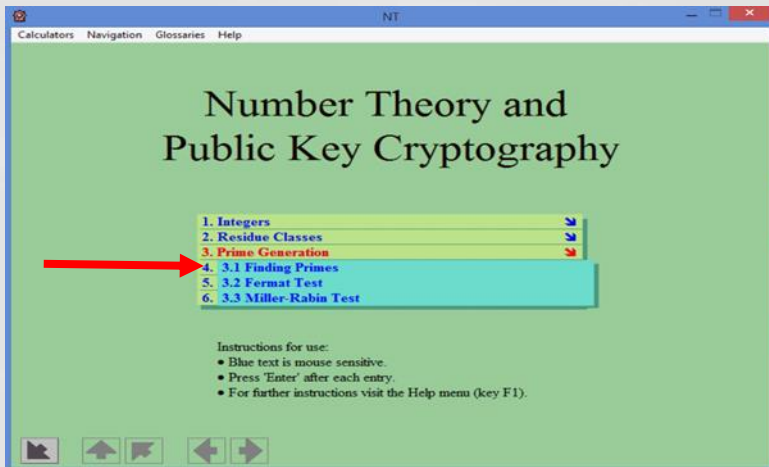 NT
Calculators Navigation Glossaries Help
Number Theory and
Public Key Cryptography
1. Integers
2. Residue Classes
3. Prime Generation
4. 3.1 Finding Primes
5. 3.2 Fermat Test
6. 3.3 Miller-Rabin Test
Instructions for use:
• Blue text is mouse sensitive.
• Press 'Enter' after each entry.
• For further instructions visit the Help menu (key F1).